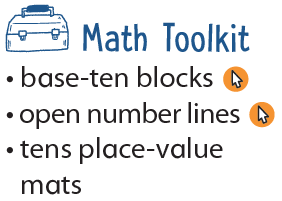 Math Toolkit
• base-ten blocks
• open number lines
• tens place-value
mats